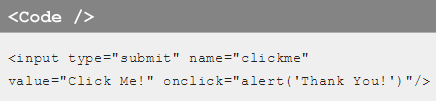 <Code />
<input type="submit" name="clickme"
value="Click Me!" onclick="alert('Thank You!')"/>